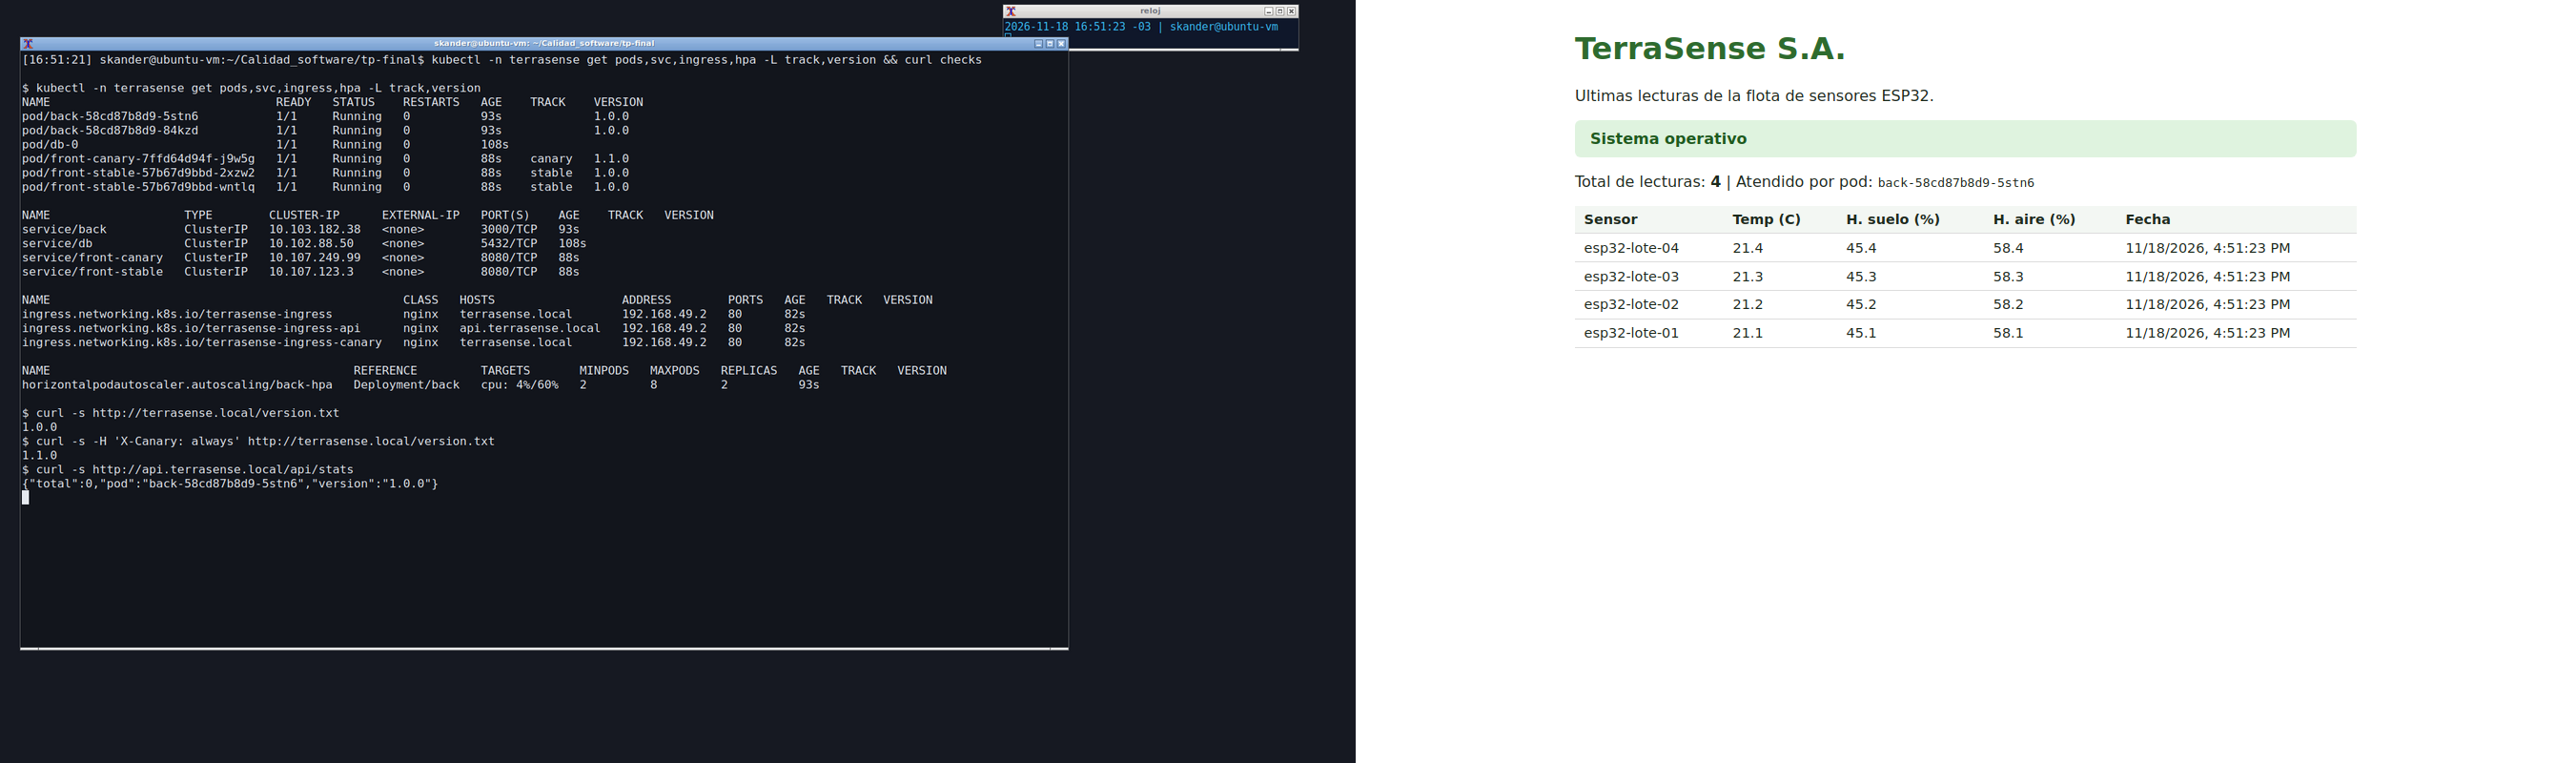 reloj
2026-11-18 16:51:23 -03 | skander@ubuntu-vm
skander@ubuntu-vm: ~/Calidad_software/tp-final
[16:51:21] skander@ubuntu-vm:~/Calidad_software/tp-final$ kubectl -n terrasense get pods,svc,ingress,hpa -L track,version && curl checks
$ kubectl -n terrasense get pods,svc,ingress,hpa -L track,version
NAME READY STATUS RESTARTS AGE TRACK VERSION
pod/back-58cd87b8d9-5stn6 1/1 Running 0 93s 1.0.0
pod/back-58cd87b8d9-84kzd 1/1 Running 0 93s 1.0.0
pod/db-0 1/1 Running 0 108s
pod/front-canary-7ffd64d94f-j9w5g 1/1 Running 0 88s canary 1.1.0
pod/front-stable-57b67d9bbd-2xzw2 1/1 Running 0 88s stable 1.0.0
pod/front-stable-57b67d9bbd-wntlq 1/1 Running 0 88s stable 1.0.0
NAME TYPE CLUSTER-IP EXTERNAL-IP PORT(S) AGE TRACK VERSION
service/back ClusterIP 10.103.182.38 <none> 3000/TCP 93s
service/db ClusterIP 10.102.88.50 <none> 5432/TCP 108s
service/front-canary ClusterIP 10.107.249.99 <none> 8080/TCP 88s
service/front-stable ClusterIP 10.107.123.3 <none> 8080/TCP 88s
NAME CLASS HOSTS ADDRESS PORTS AGE TRACK VERSION
ingress.networking.k8s.io/terrasense-ingress nginx terrasense.local 192.168.49.2 80 82s
ingress.networking.k8s.io/terrasense-ingress-api nginx api.terrasense.local 192.168.49.2 80 82s
ingress.networking.k8s.io/terrasense-ingress-canary nginx terrasense.local 192.168.49.2 80 82s
NAME REFERENCE TARGETS MINPODS MAXPODS REPLICAS AGE TRACK VERSION
horizontalpodautoscaler.autoscaling/back-hpa Deployment/back cpu: 4%/60% 2 8 2 93s
$ curl -s http://terrasense.local/version.txt
1.0.0
$ curl -s -H 'X-Canary: always' http://terrasense.local/version.txt
1.1.0
$ curl -s http://api.terrasense.local/api/stats
{"total":0,"pod":"back-58cd87b8d9-5stn6","version":"1.0.0"}
TerraSense S.A.
Ultimas lecturas de la flota de sensores ESP32.
Sistema operativo
Total de lecturas: 4 | Atendido por pod: back-58cd87b8d9-5stn6
Sensor Temp (C) H. suelo (%) H. aire (%) Fecha
esp32-lote-04 21.4 45.4 58.4 11/18/2026, 4:51:23 PM
esp32-lote-03 21.3 45.3 58.3 11/18/2026, 4:51:23 PM
esp32-lote-02 21.2 45.2 58.2 11/18/2026, 4:51:23 PM
esp32-lote-01 21.1 45.1 58.1 11/18/2026, 4:51:23 PM